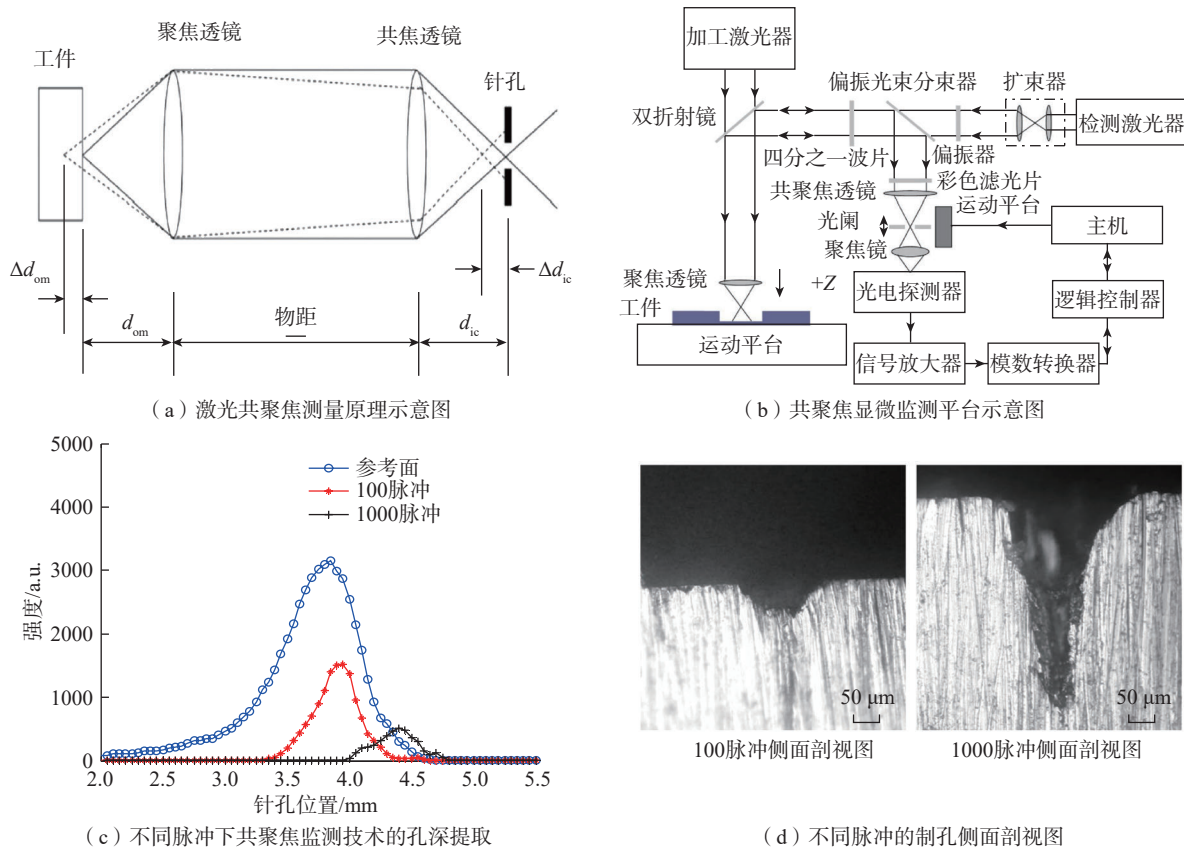 聚焦透镜
共焦透镜
工件
针孔
Δdom
Δdic
dom
物距
dic
(a)激光共聚焦测量原理示意图
加工激光器
偏振光束分束器
扩束器
双折射镜
检测激光器
四分之一波片
偏振器
共聚焦透镜
彩色滤光片
运动平台
光阑
主机
聚焦镜
聚焦透镜
+Z
光电探测器
逻辑控制器
工件
运动平台
信号放大器
模数转换器
(b)共聚焦显微监测平台示意图
5000
4000
3000
2000
1000
0
强度/a.u.
参考面
100脉冲
1000脉冲
2.0 2.5 3.0 3.5 4.0 4.5 5.0 5.5
针孔位置/mm
(c)不同脉冲下共聚焦监测技术的孔深提取
50 μm
50 μm
100脉冲侧面剖视图
1000脉冲侧面剖视图
(d)不同脉冲的制孔侧面剖视图